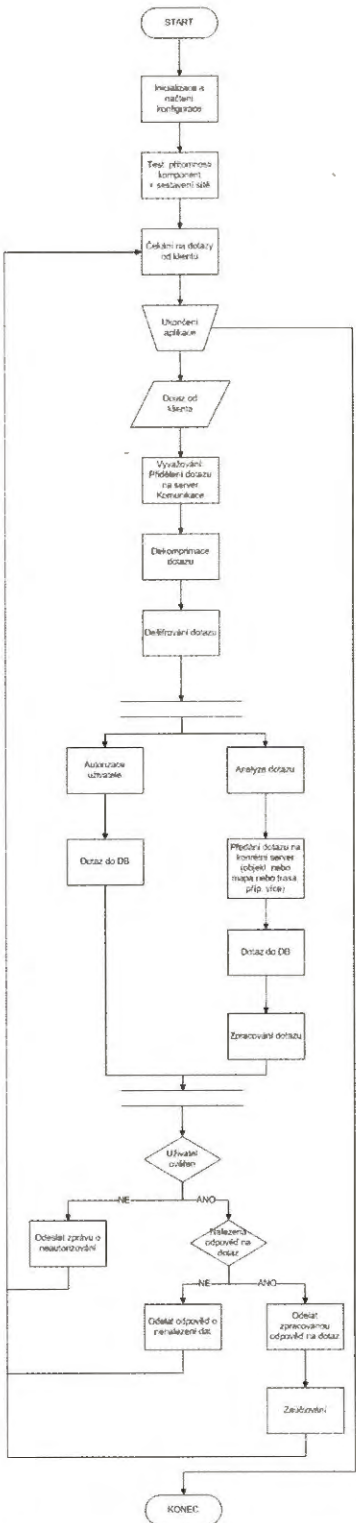 START
Inicializace a
načtení
konfigurace
Test přítomnosti
komponent
+ sestavení sítě
Čekání na dotazy
od klientů
Ukončení
aplikace
Dotaz od
klienta
Vyvažování:
Přidělení dotazu
na server
Komunikace
Dekomprimace
dotazu
Dešifrování dotazu
Autorizace
uživatele
Analýza dotazu
Dotaz do DB
Předání dotazu na
konrétní server
(objekt nebo
mapa nebo trasa,
příp. více)
Dotaz do DB
Zpracování dotazu
Uživatel
ověřen
NE
ANO
Odeslat zprávu o
neautorizování
Nalezena
odpověď na
dotaz
NE
ANO
Odelat odpověď o
nenalezení dat
Odelat
zpracovanou
odpověď na dotaz
Zaúčtování
KONEC